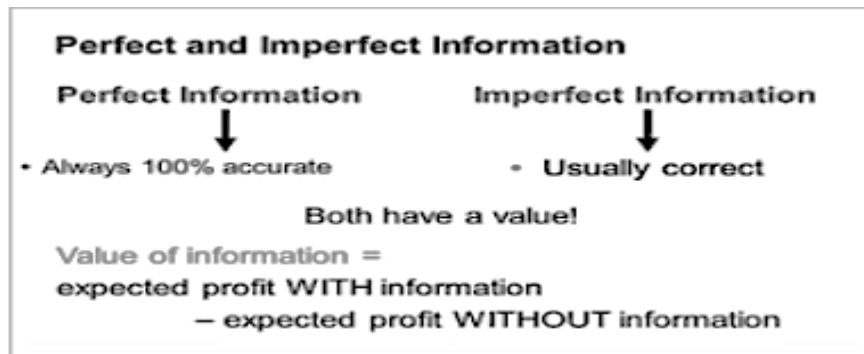 Perfect and Imperfect Information
Perfect Information Imperfect Information
• Always 100% accurate • Usually correct
Both have a value!
Value of information =
expected profit WITH information
– expected profit WITHOUT information